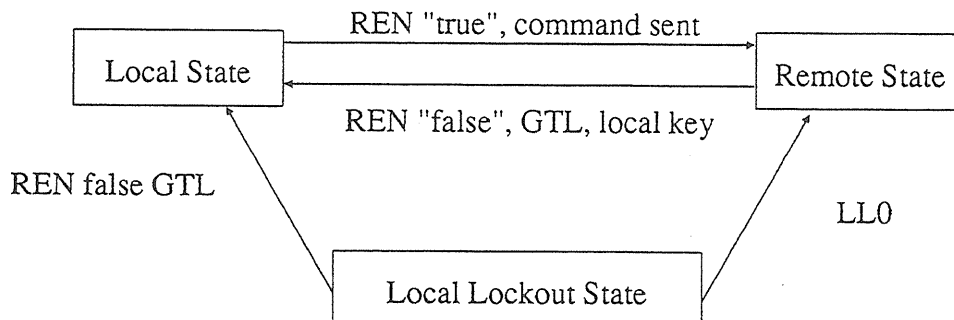 REN "true", command sent
Local State
Remote State
REN "false", GTL, local key
REN false GTL
LL0
Local Lockout State